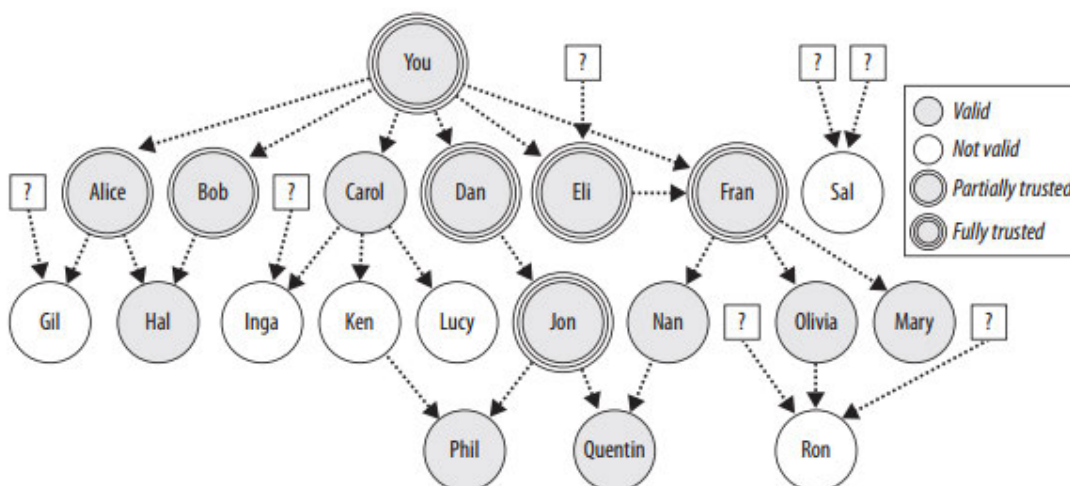 You
?
?
?
Valid
Not valid
Partially trusted
Fully trusted
Alice
Bob
Carol
Dan
Eli
Fran
Sal
?
?
Gil
Hal
Inga
Ken
Lucy
Jon
Nan
?
Olivia
Mary
?
Phil
Quentin
Ron